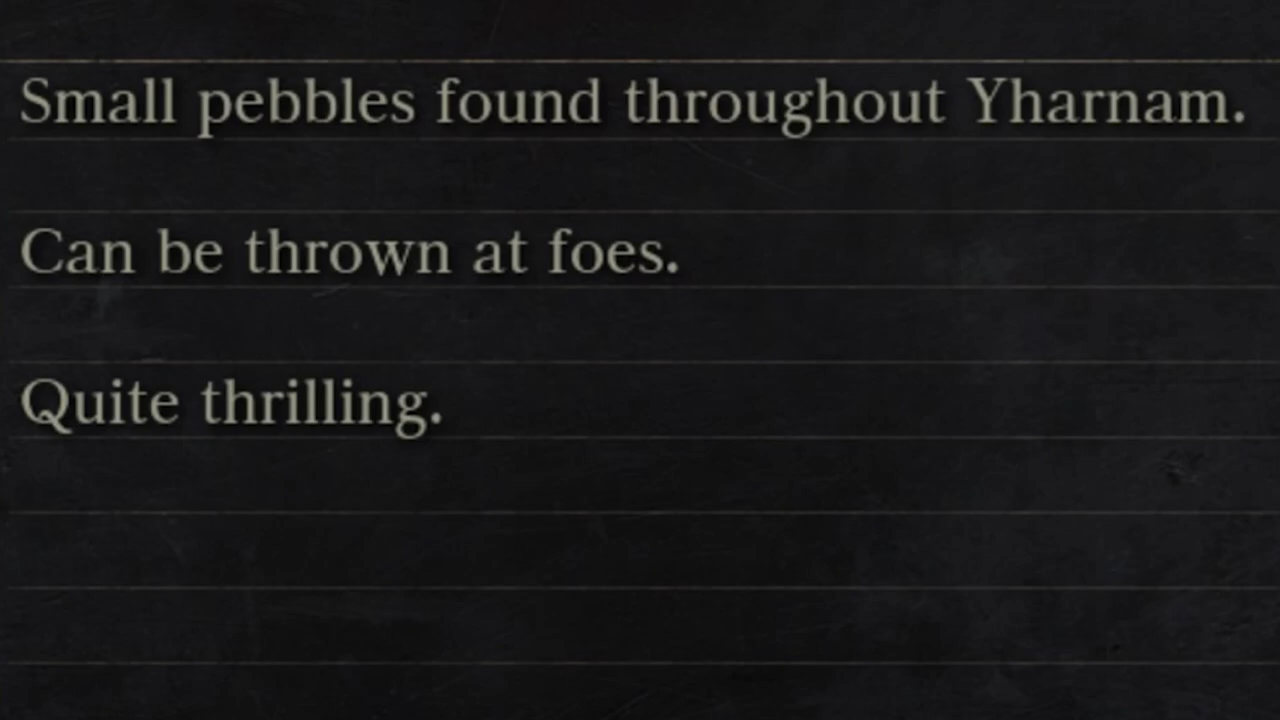 Small pebbles found throughout Yharnam.
Can be thrown at foes.
Quite thrilling.